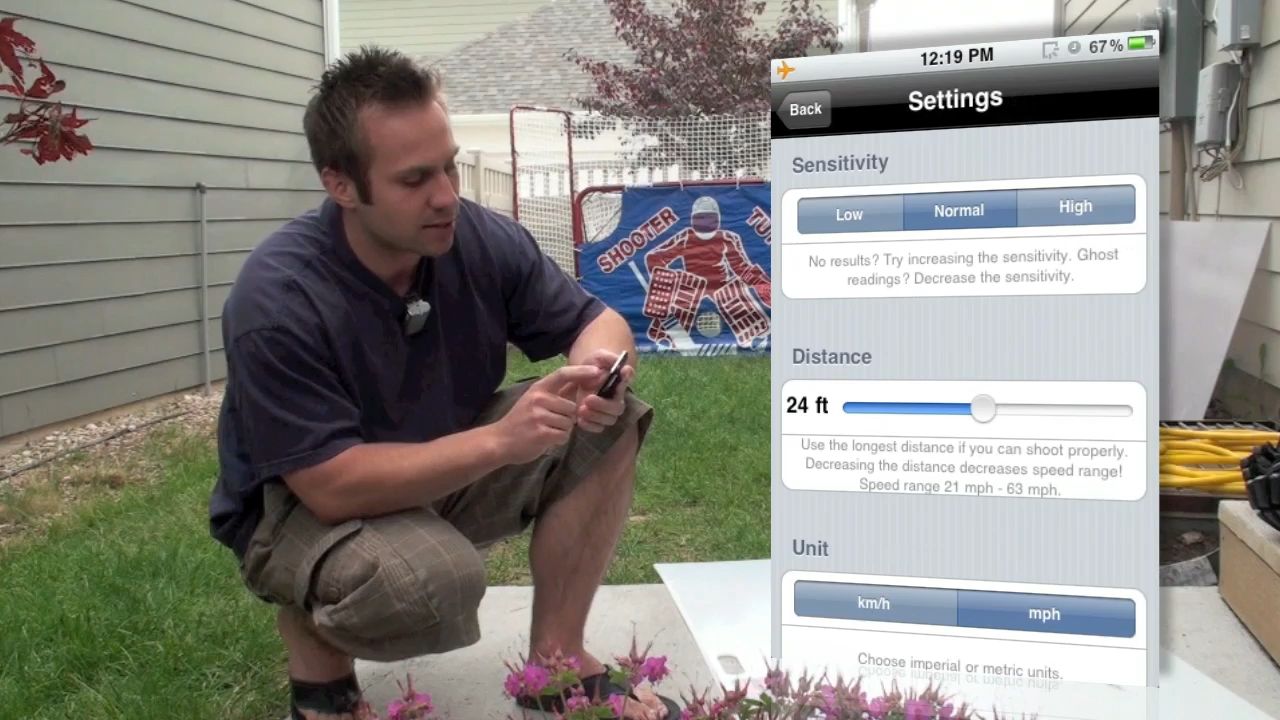 12:19 PM 67%
Back
Settings
Sensitivity
Low Normal High
No results? Try increasing the sensitivity. Ghost
readings? Decrease the sensitivity.
Distance
24 ft
Use the longest distance if you can shoot properly.
Decreasing the distance decreases speed range!
Speed range 21 mph - 63 mph.
Unit
km/h mph
Choose imperial or metric units.
SHOOTER
TU